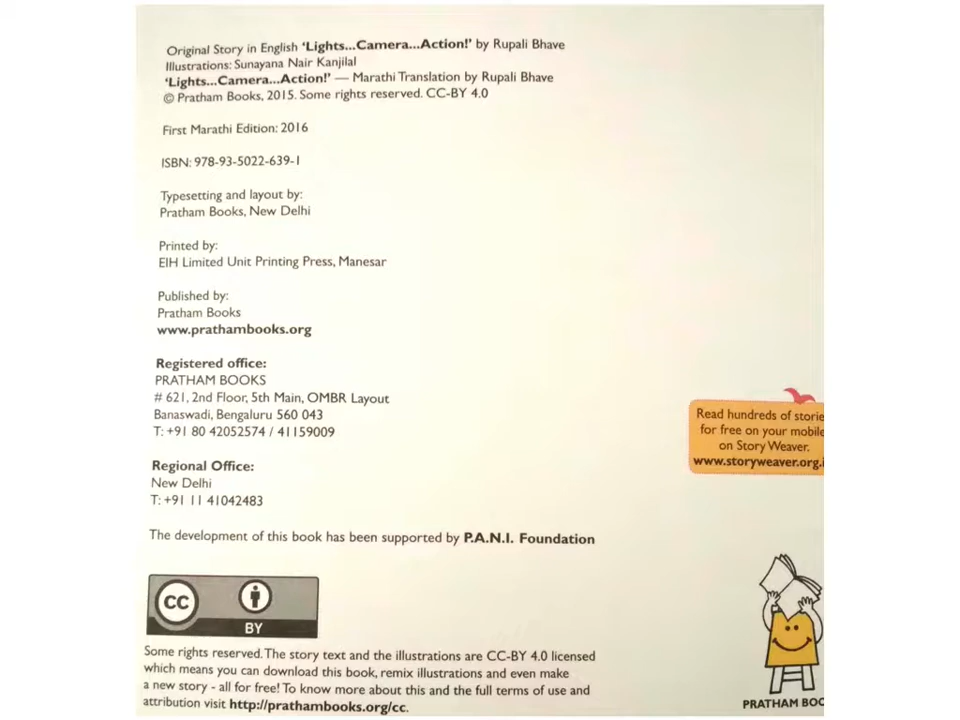 Original Story in English 'Lights...Camera...Action!' by Rupali Bhave
Illustrations: Sunayana Nair Kanjilal
'Lights...Camera...Action!' — Marathi Translation by Rupali Bhave
© Pratham Books, 2015. Some rights reserved. CC-BY 4.0
First Marathi Edition: 2016
ISBN: 978-93-5022-639-1
Typesetting and layout by:
Pratham Books, New Delhi
Printed by:
EIH Limited Unit Printing Press, Manesar
Published by:
Pratham Books
www.prathambooks.org
Registered office:
PRATHAM BOOKS
# 621, 2nd Floor, 5th Main, OMBR Layout
Banaswadi, Bengaluru 560 043
T: +91 80 42052574 / 41159009
Regional Office:
New Delhi
T: +91 11 41042483
The development of this book has been supported by P.A.N.I. Foundation
CC
BY
Some rights reserved. The story text and the illustrations are CC-BY 4.0 licensed
which means you can download this book, remix illustrations and even make
a new story - all for free! To know more about this and the full terms of use and
attribution visit http://prathambooks.org/cc.
Read hundreds of storie
for free on your mobile
on Story Weaver.
www.storyweaver.org.i
PRATHAM BOO